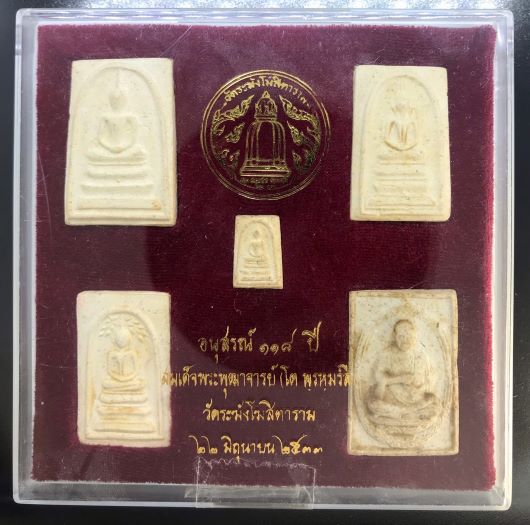 วัดระฆังโฆสิตาราม
อนุสรณ์ ๑๑๘ ปี
สมเด็จพระพุฒาจารย์ (โต พฺรหฺมรํสี)
วัดระฆังโฆสิตาราม
๒๒ มิถุนายน ๒๕๓๓